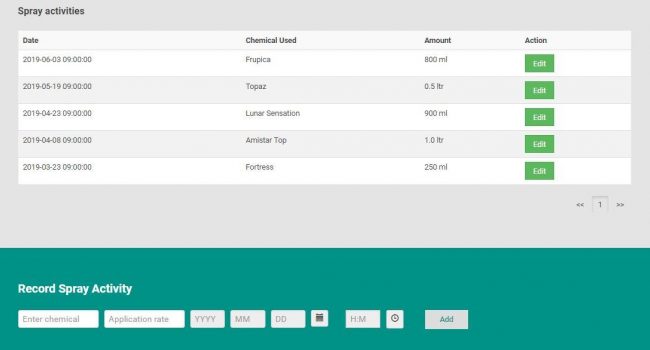 Spray activities
Date Chemical Used Amount Action
2019-06-03 09:00:00 Frupica 800 ml Edit
2019-05-19 09:00:00 Topaz 0.5 ltr Edit
2019-04-23 09:00:00 Lunar Sensation 900 ml Edit
2019-04-08 09:00:00 Amistar Top 1.0 ltr Edit
2019-03-23 09:00:00 Fortress 250 ml Edit
<< 1 >>
Record Spray Activity
Enter chemical Application rate YYYY MM DD H:M Add